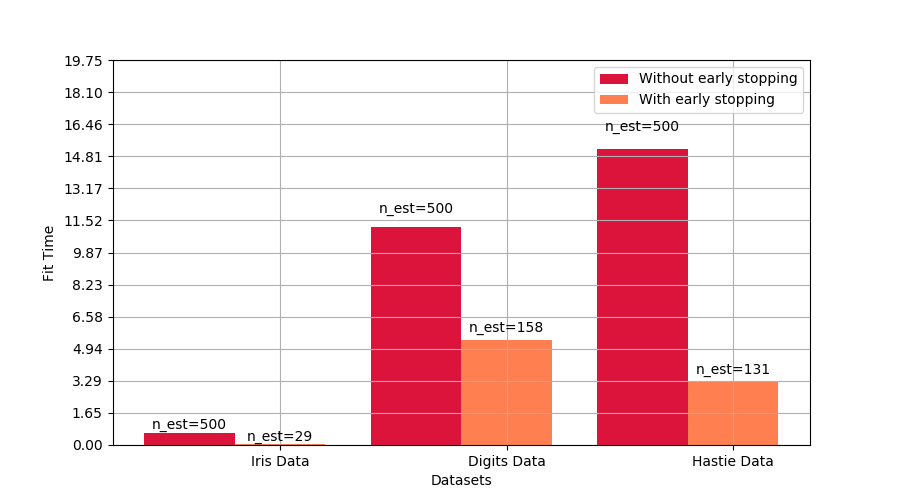 19.75
18.10
16.46
14.81
13.17
11.52
9.87
8.23
6.58
4.94
3.29
1.65
0.00
Fit Time
Without early stopping
With early stopping
n_est=500
n_est=500
n_est=158
n_est=131
n_est=500
n_est=29
Iris Data
Digits Data
Hastie Data
Datasets